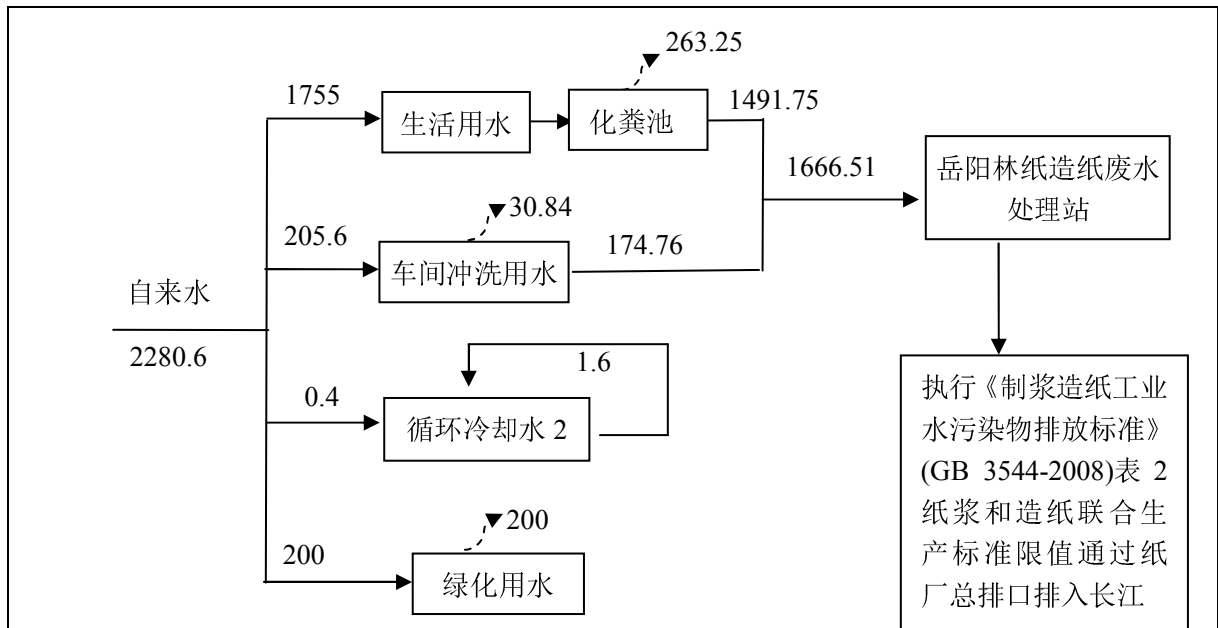 263.25
1755
生活用水
化粪池
1491.75
1666.51
岳阳林纸造纸废水
处理站
30.84
205.6
车间冲洗用水
174.76
自来水
2280.6
1.6
0.4
循环冷却水 2
执行《制浆造纸工业
水污染物排放标准》
(GB 3544-2008)表 2
纸浆和造纸联合生
产标准限值通过纸
厂总排口排入长江
200
200
绿化用水